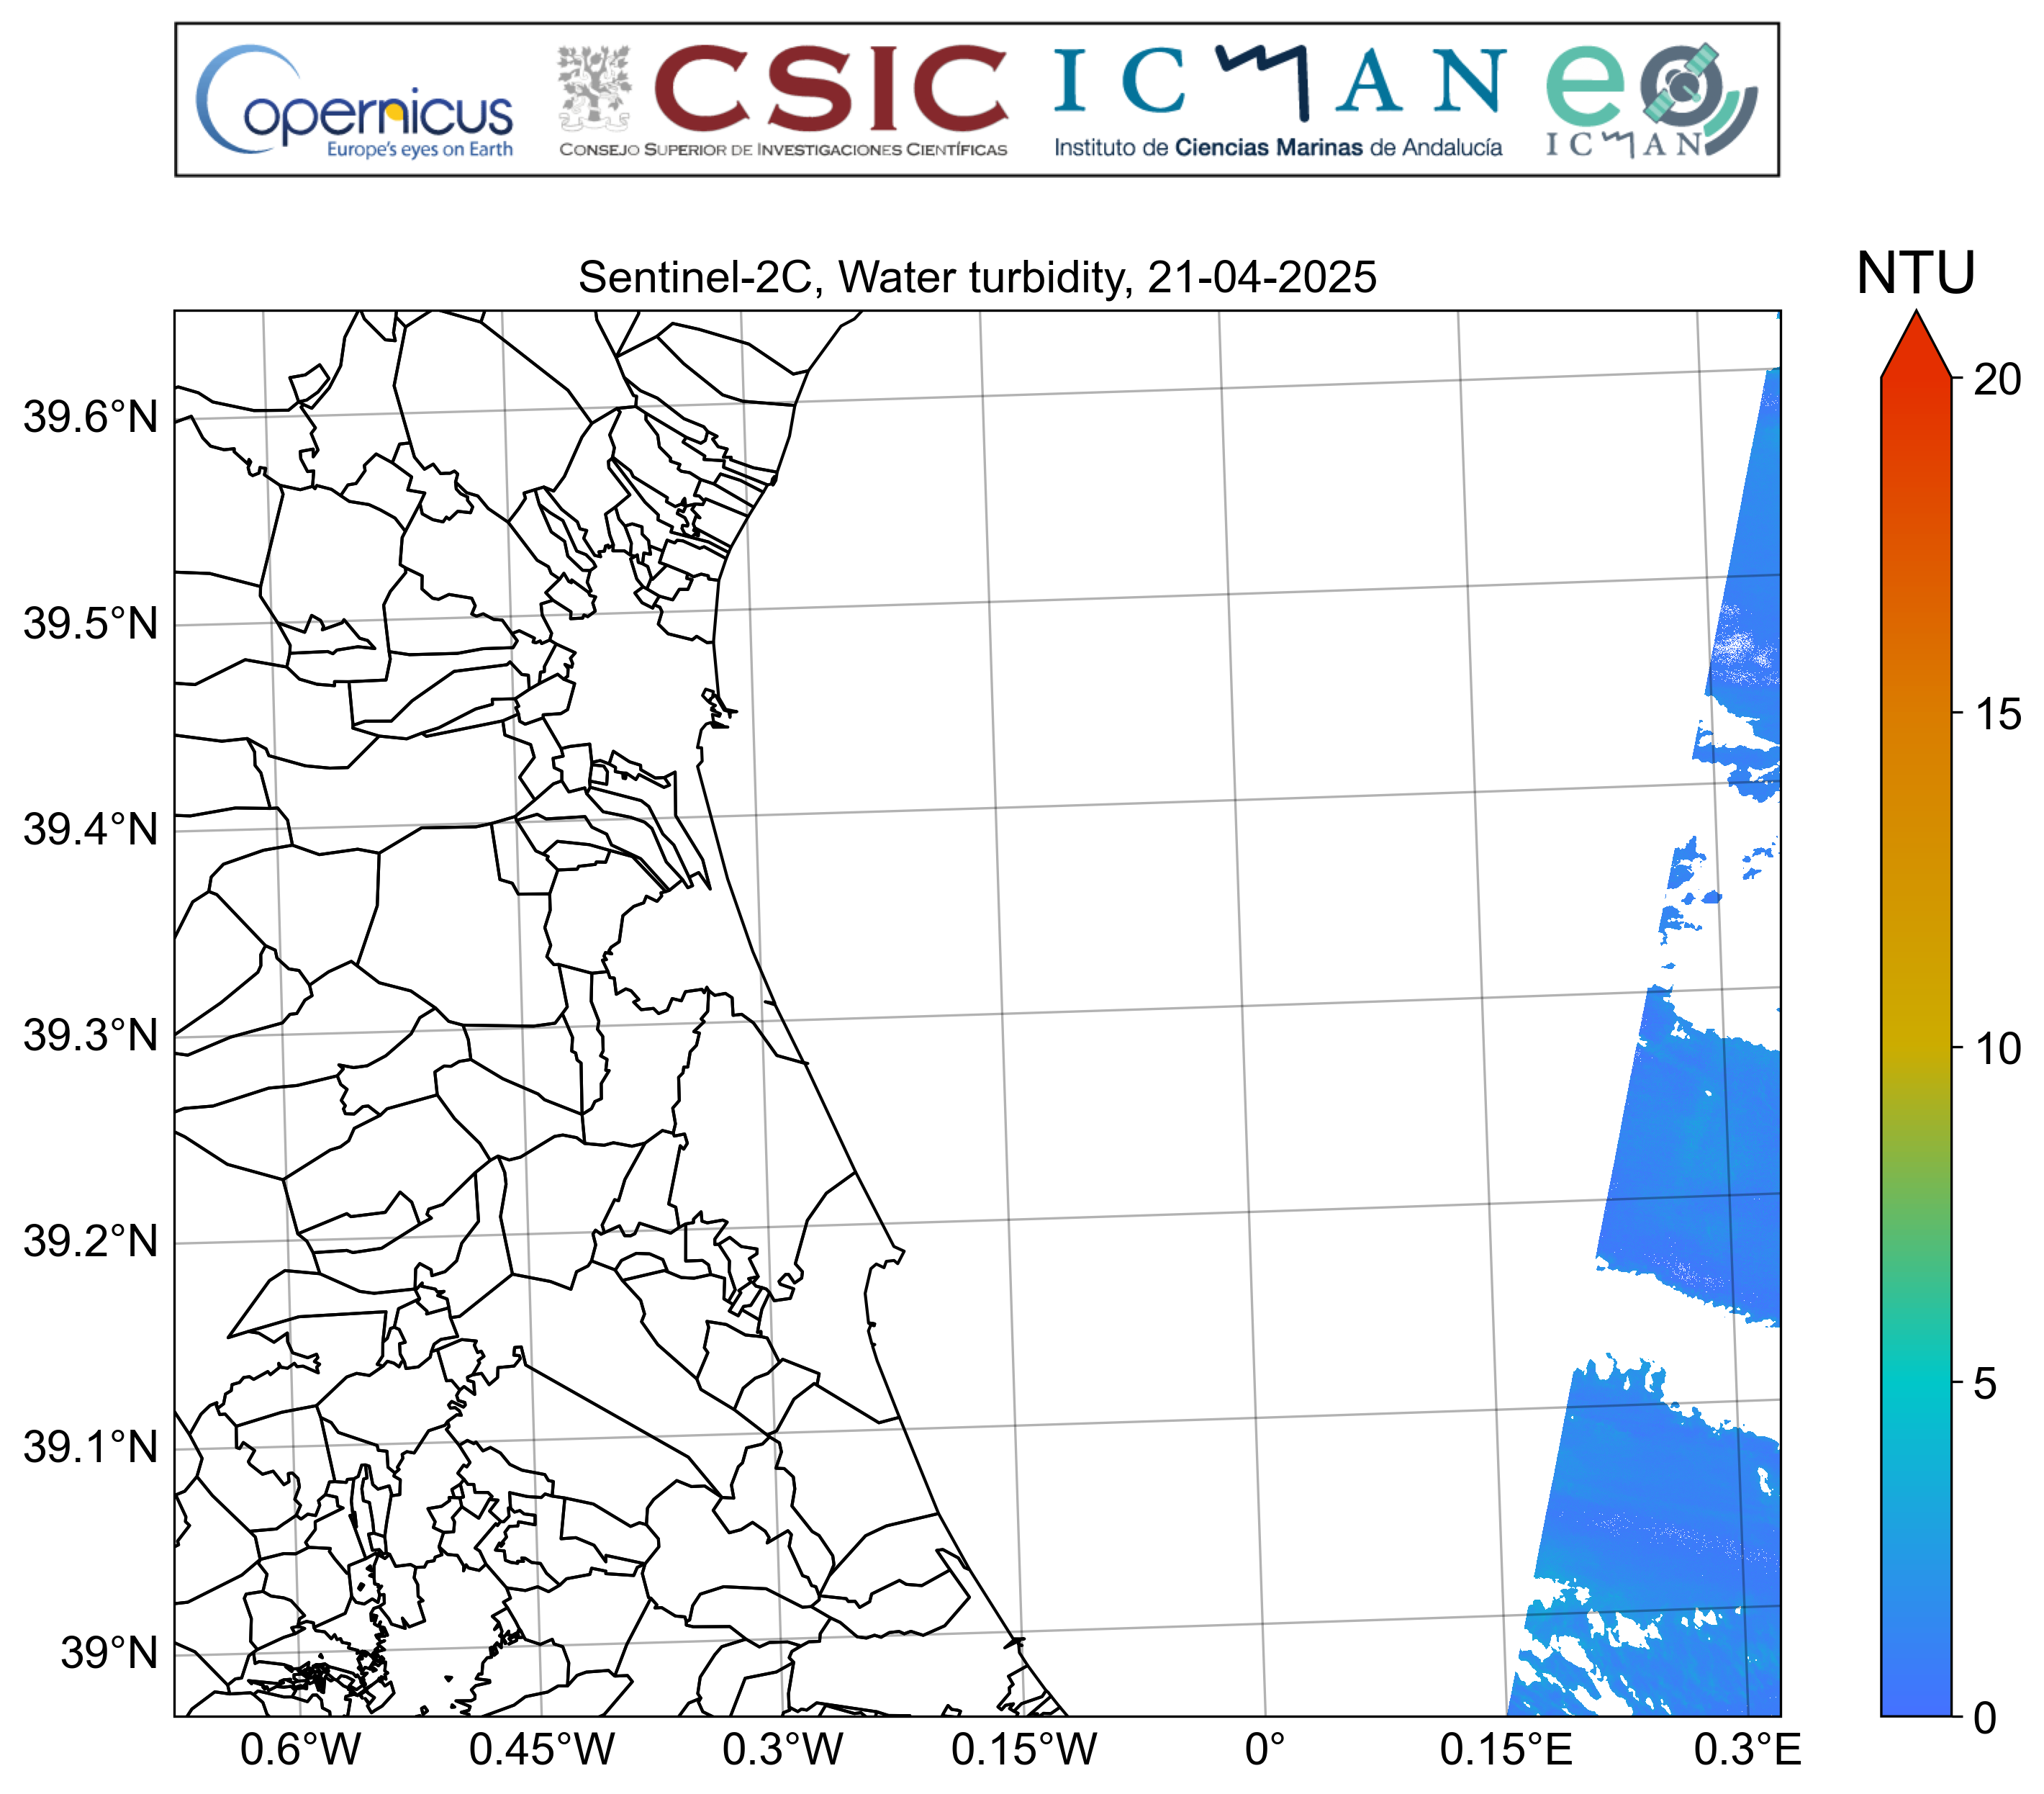 Copernicus
Europe's eyes on Earth
CSIC
CONSEJO SUPERIOR DE INVESTIGACIONES CIENTÍFICAS
ICMAN
Instituto de Ciencias Marinas de Andalucía
eo
ICMAN
Sentinel-2C, Water turbidity, 21-04-2025
NTU
20
15
10
5
0
39.6°N
39.5°N
39.4°N
39.3°N
39.2°N
39.1°N
39°N
0.6°W 0.45°W 0.3°W 0.15°W 0° 0.15°E 0.3°E